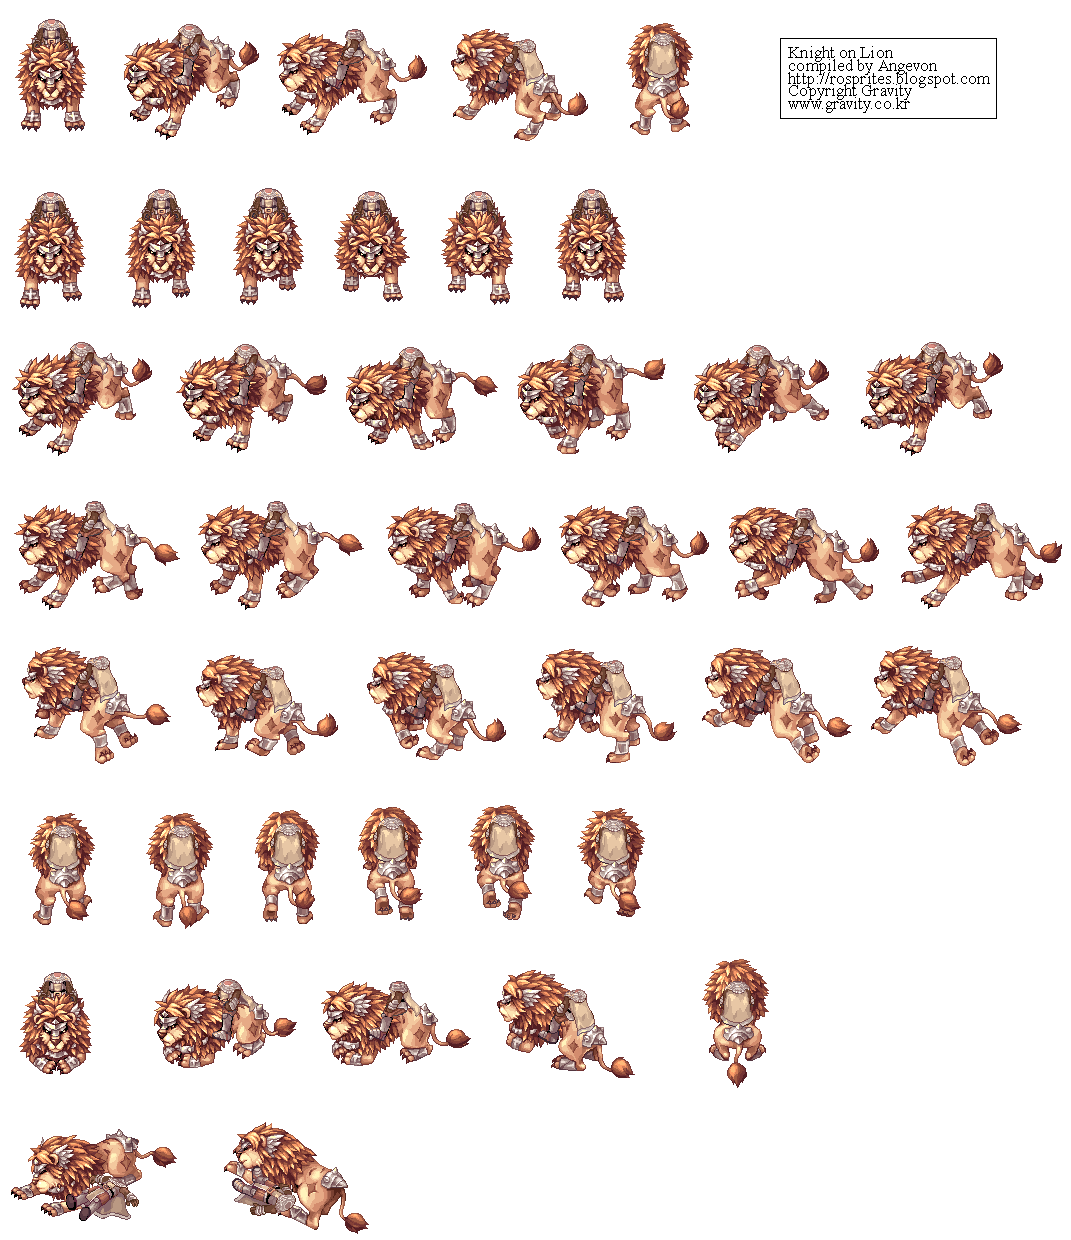 Knight on Lion
compiled by Angevon
http://rosprites.blogspot.com
Copyright Gravity
www.gravity.co.kr